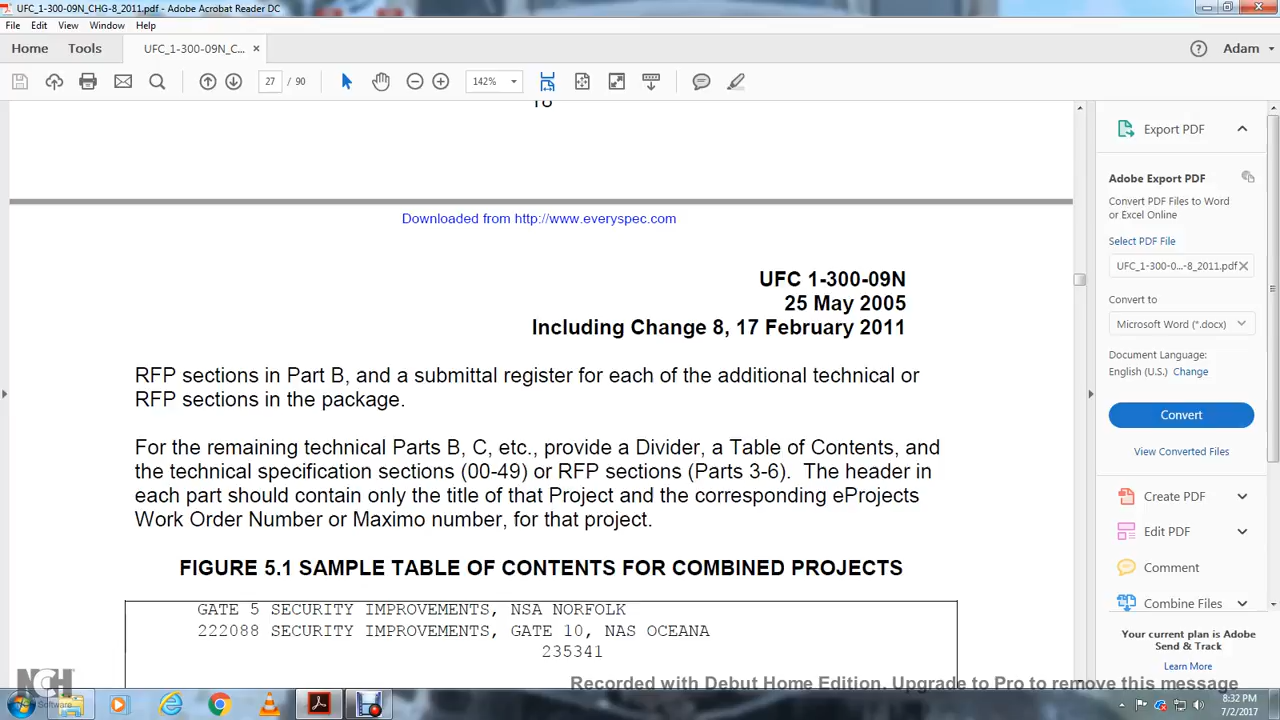 UFC_1-300-09N_CHG-8_2011.pdf - Adobe Acrobat Reader DC
File Edit View Window Help
Home Tools UFC_1-300-09N_C... × Adam
27 / 90 142%
Downloaded from http://www.everyspec.com
UFC 1-300-09N
25 May 2005
Including Change 8, 17 February 2011
RFP sections in Part B, and a submittal register for each of the additional technical or
RFP sections in the package.
For the remaining technical Parts B, C, etc., provide a Divider, a Table of Contents, and
the technical specification sections (00-49) or RFP sections (Parts 3-6). The header in
each part should contain only the title of that Project and the corresponding eProjects
Work Order Number or Maximo number, for that project.
FIGURE 5.1 SAMPLE TABLE OF CONTENTS FOR COMBINED PROJECTS
GATE 5 SECURITY IMPROVEMENTS, NSA NORFOLK
222088 SECURITY IMPROVEMENTS, GATE 10, NAS OCEANA
235341
Export PDF
Adobe Export PDF
Convert PDF Files to Word
or Excel Online
Select PDF File
UFC_1-300-0...-8_2011.pdf
Convert to
Microsoft Word (*.docx)
Document Language:
English (U.S.) Change
Convert
View Converted Files
Create PDF
Edit PDF
Comment
Combine Files
Your current plan is Adobe
Send & Track
Learn More
NCH Software
Recorded with Debut Home Edition. Upgrade to Pro to remove this message
8:32 PM
7/2/2017